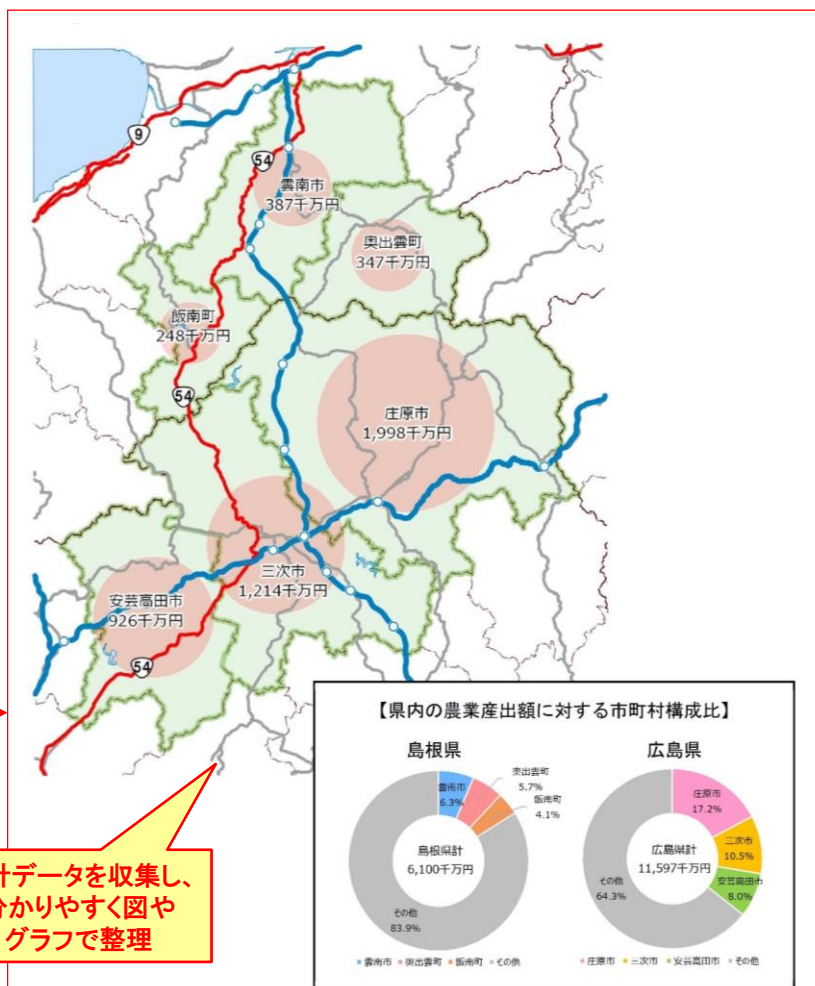 9
54
雲南市
387千万円
奥出雲町
347千万円
飯南町
248千万円
54
庄原市
1,998千万円
三次市
1,214千万円
安芸高田市
926千万円
54
計データを収集し、
分かりやすく図や
グラフで整理
【県内の農業産出額に対する市町村構成比】
島根県
雲南市
6.3%
奥出雲町
5.7%
飯南町
4.1%
島根県計
6,100千万円
その他
83.9%
雲南市 奥出雲町 飯南町 その他
広島県
庄原市
17.2%
三次市
10.5%
安芸高田市
8.0%
広島県計
11,597千万円
その他
64.3%
庄原市 三次市 安芸高田市 その他